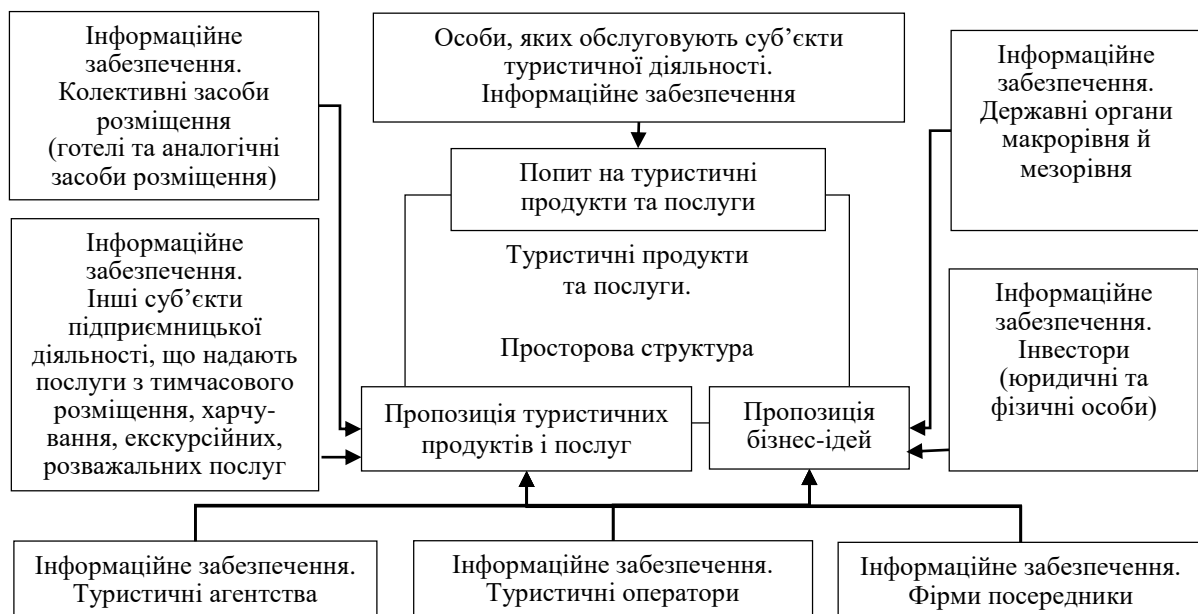 Інформаційне
забезпечення.
Колективні засоби
розміщення
(готелі та аналогічні
засоби розміщення)
Особи, яких обслуговують суб’єкти
туристичної діяльності.
Інформаційне забезпечення
Інформаційне
забезпечення.
Державні органи
макрорівня й
мезорівня
Попит на туристичні
продукти та послуги
Інформаційне
забезпечення.
Інші суб’єкти
підприємницької
діяльності, що надають
послуги з тимчасового
розміщення, харчу-
вання, екскурсійних,
розважальних послуг
Туристичні продукти
та послуги.
Просторова структура
Інформаційне
забезпечення.
Інвестори
(юридичні та
фізичні особи)
Пропозиція туристичних
продуктів і послуг
Пропозиція
бізнес-ідей
Інформаційне забезпечення.
Туристичні агентства
Інформаційне забезпечення.
Туристичні оператори
Інформаційне забезпечення.
Фірми посередники